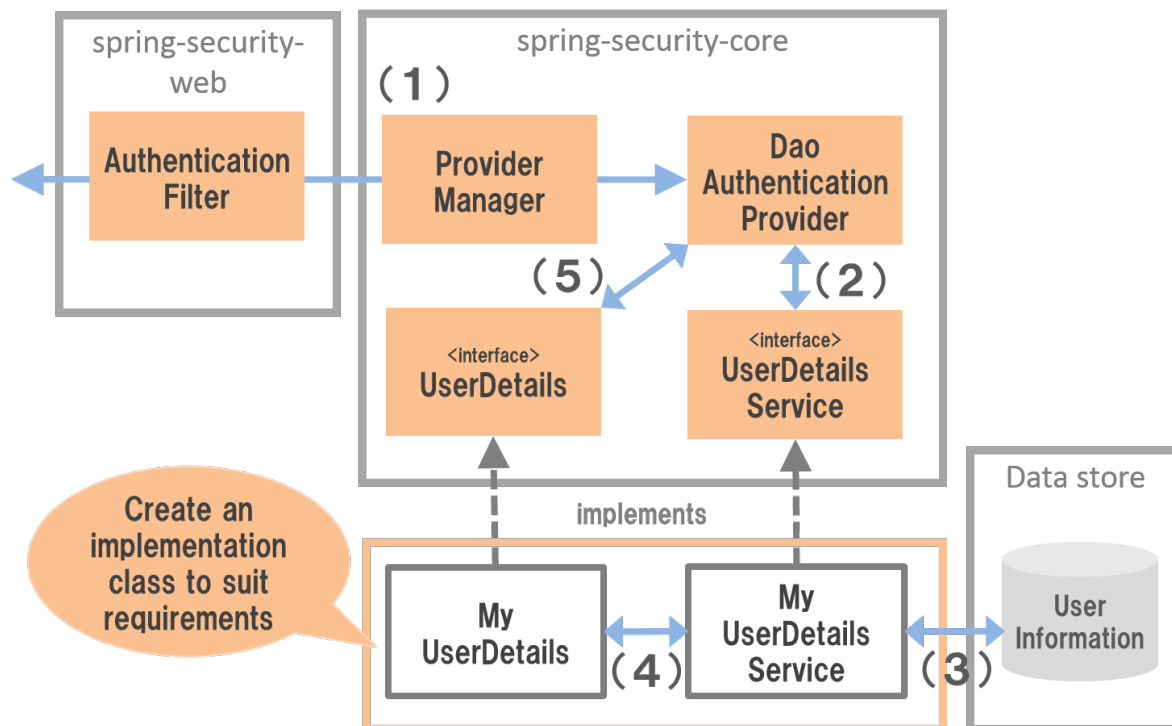 spring-security-
web
spring-security-core
(1)
Authentication
Filter
Provider
Manager
Dao
Authentication
Provider
(5)
(2)
<interface>
UserDetails
<interface>
UserDetails
Service
Data store
implements
Create an
implementation
class to suit
requirements
My
UserDetails
(4)
My
UserDetails
Service
(3)
User
Information